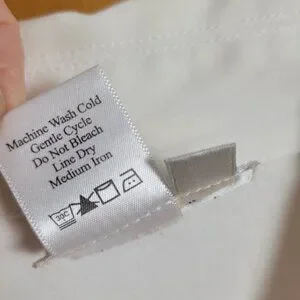 Machine Wash Cold
Gentle Cycle
Do Not Bleach
Line Dry
Medium Iron
30C